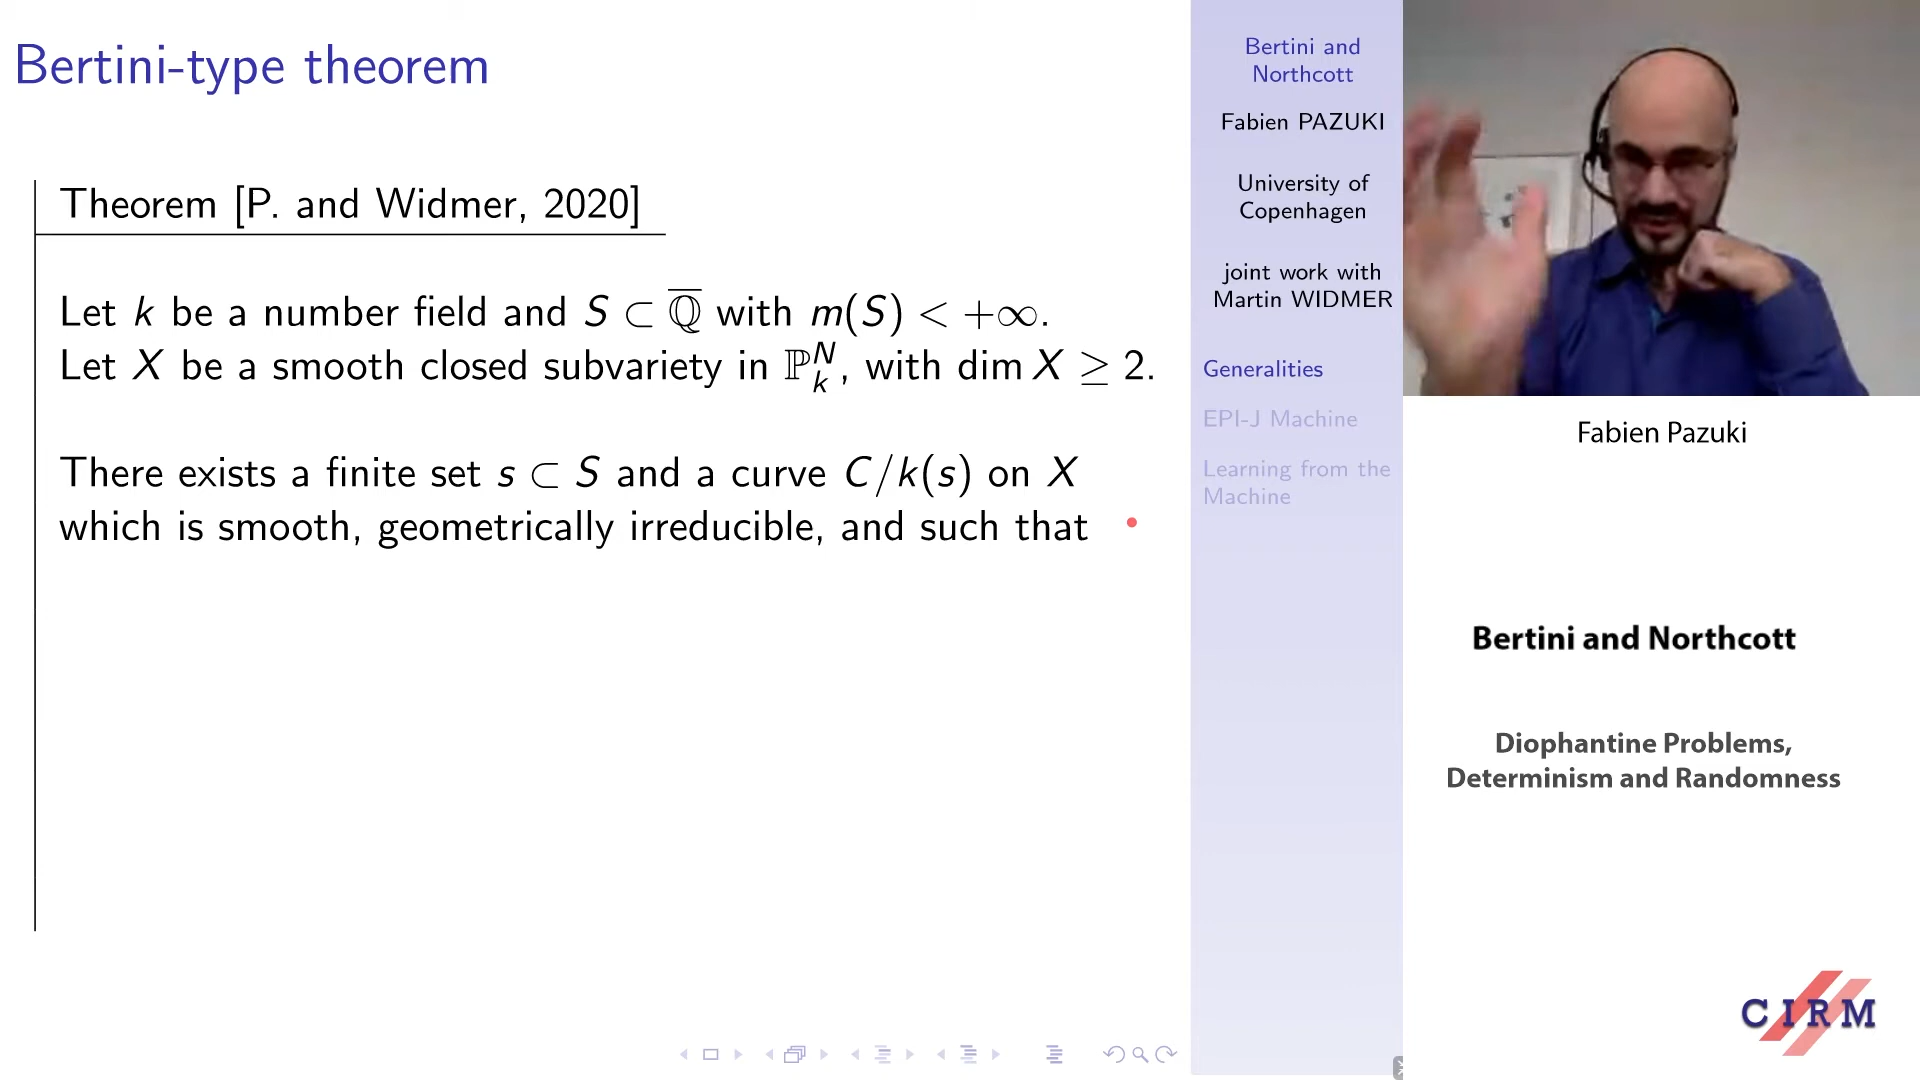 Bertini-type theorem
Theorem [P. and Widmer, 2020]
Let k be a number field and S ⊂ ℚ̅ with m(S) < +∞.
Let X be a smooth closed subvariety in ℙ_k^N, with dim X ≥ 2.
There exists a finite set s ⊂ S and a curve C/k(s) on X
which is smooth, geometrically irreducible, and such that
Bertini and
Northcott
Fabien PAZUKI
University of
Copenhagen
joint work with
Martin WIDMER
Generalities
EPI-J Machine
Learning from the
Machine
Fabien Pazuki
Bertini and Northcott
Diophantine Problems,
Determinism and Randomness
CIRM